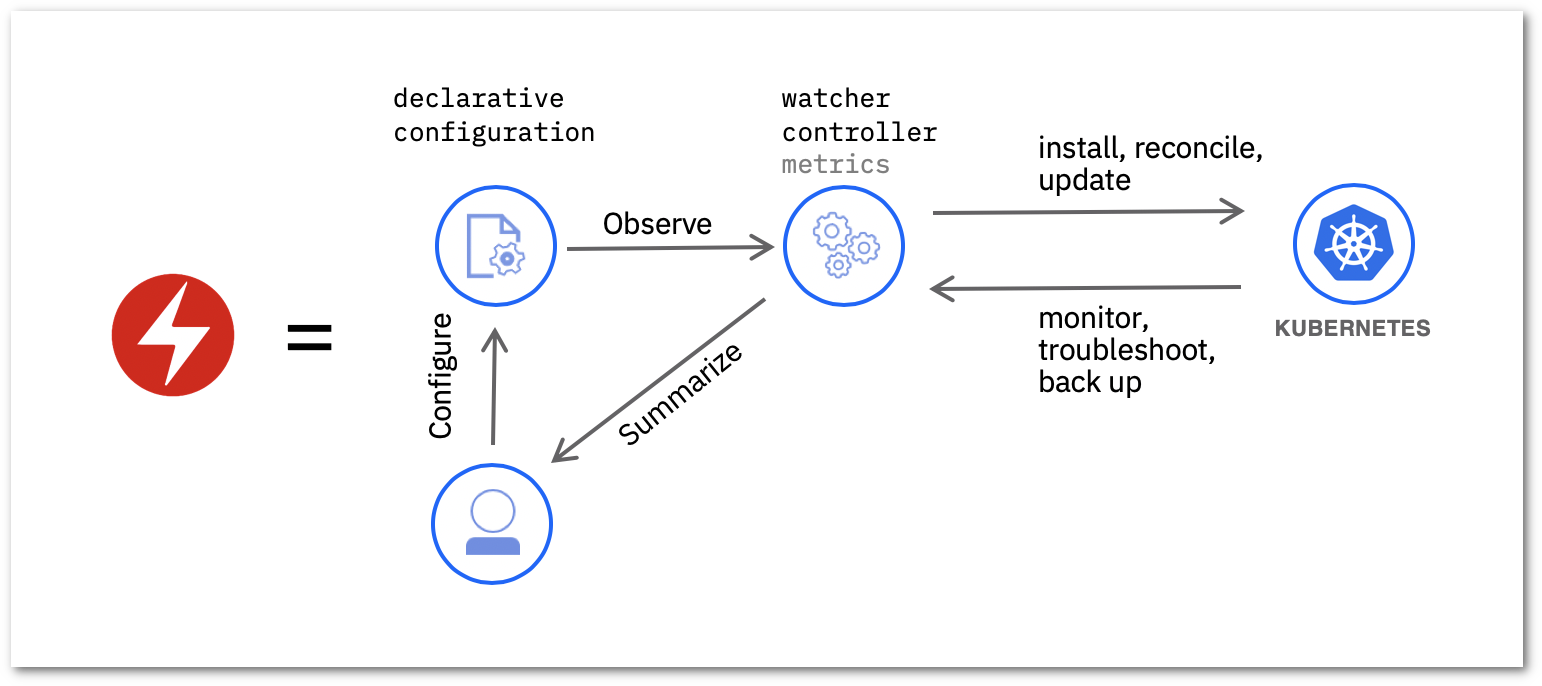 declarative
configuration
watcher
controller
metrics
install, reconcile,
update
Observe
=
monitor,
troubleshoot,
back up
KUBERNETES
Configure
Summarize